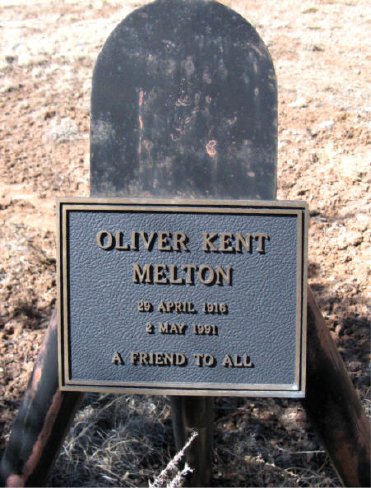 OLIVER KENT
MELTON
29 APRIL 1916
2 MAY 1991
A FRIEND TO ALL